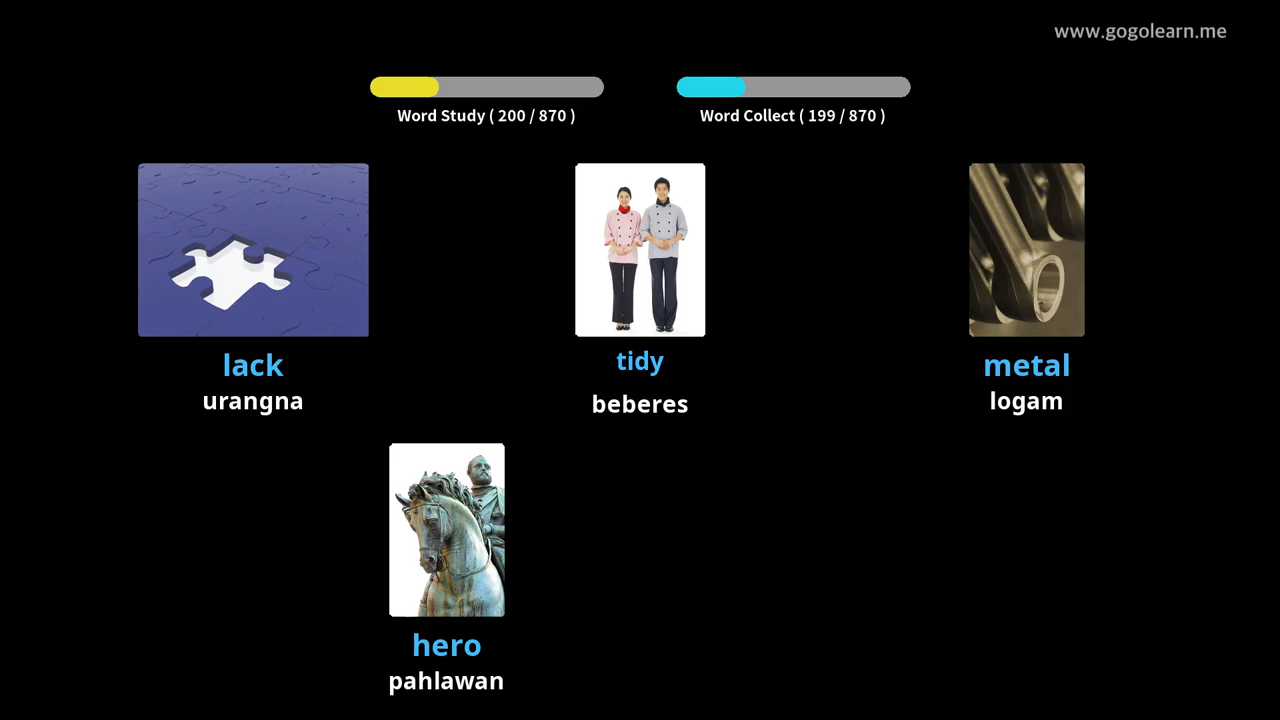 www.gogolearn.me
Word Study ( 200 / 870 )
Word Collect ( 199 / 870 )
lack
urangna
tidy
beberes
metal
logam
hero
pahlawan